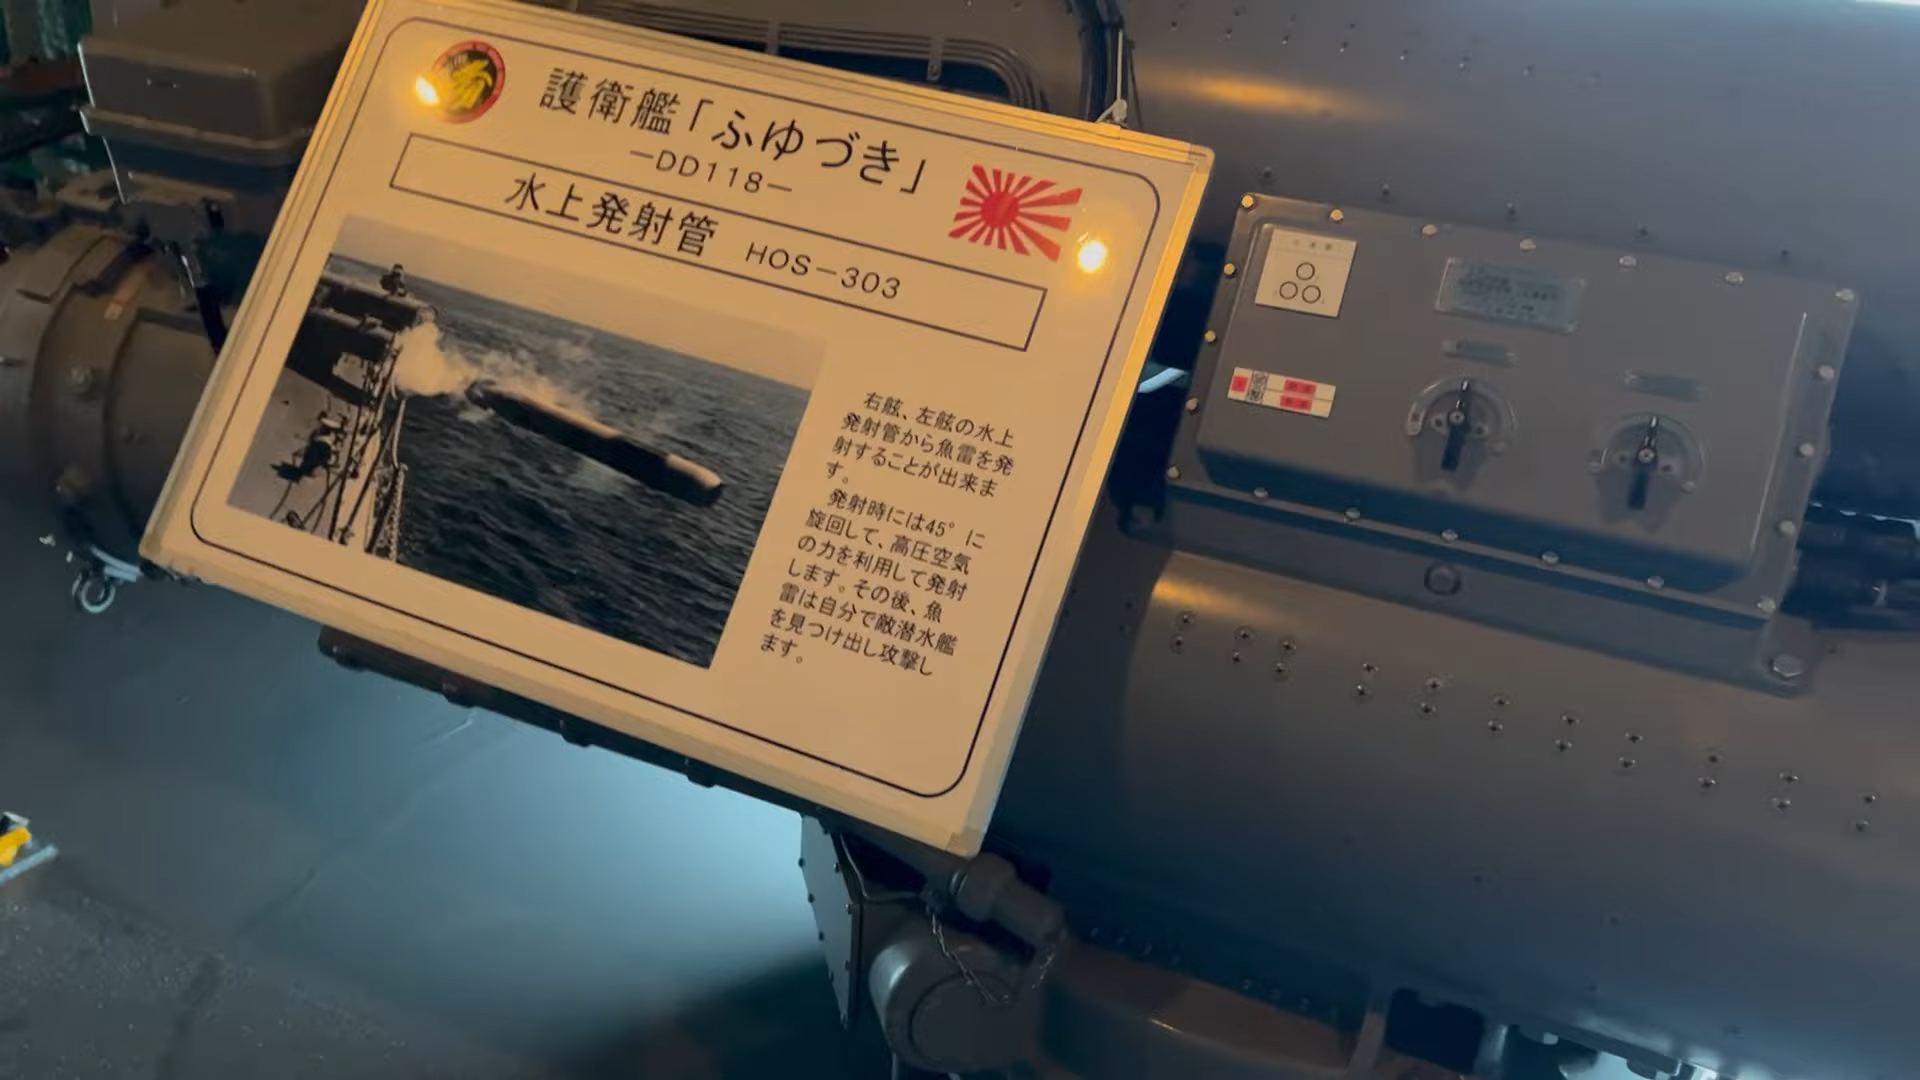 護衛艦「ふゆづき」
－DD118－
水上発射管 HOS－303
右舷、左舷の水上
発射管から魚雷を発
射することが出来ま
す。
発射時には45°に
旋回して、高圧空気
の力を利用して発射
します。その後、魚
雷は自分で敵潜水艦
を見つけ出し攻撃し
ます。